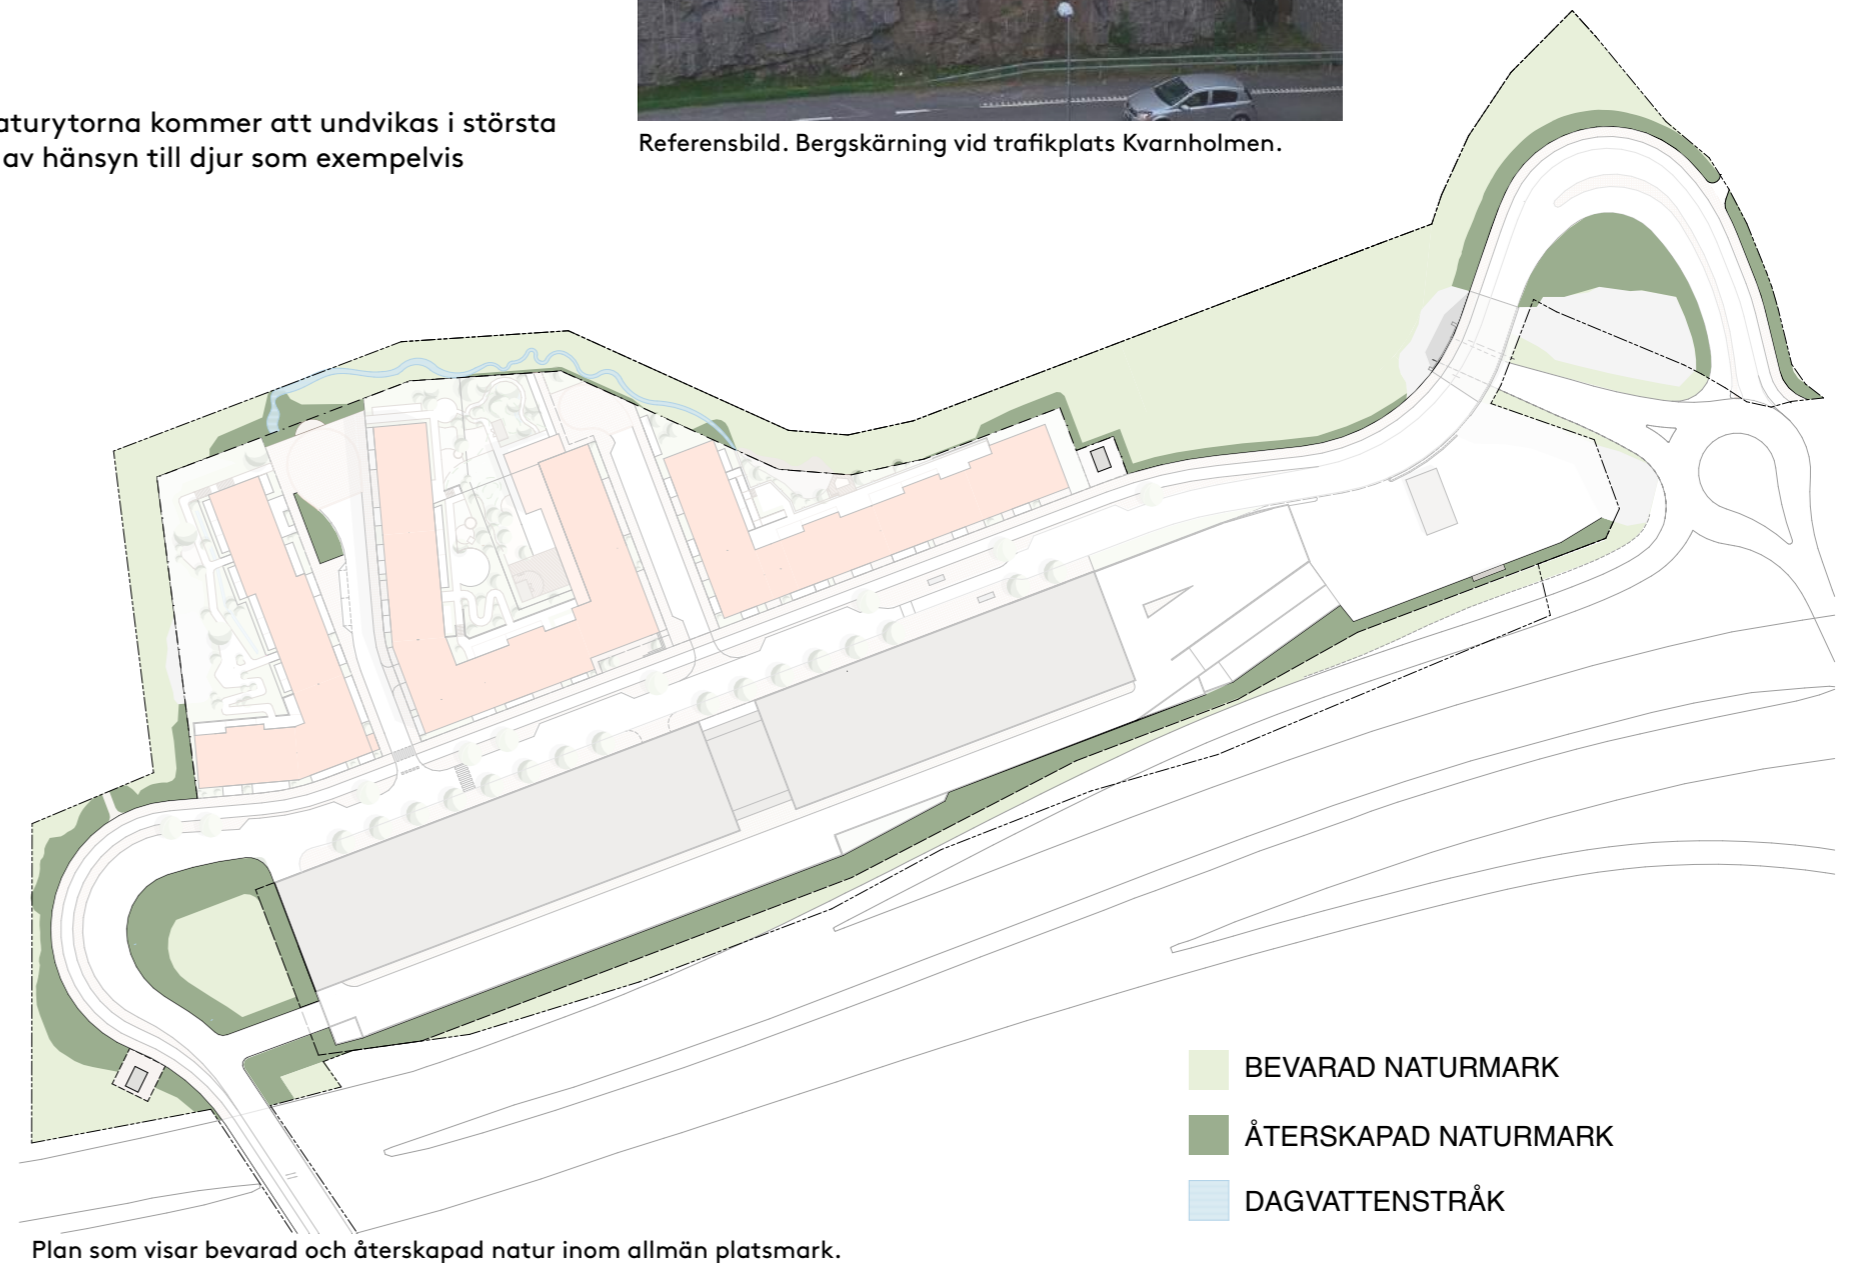 aturytorna kommer att undvikas i största
av hänsyn till djur som exempelvis
Referensbild. Bergskärning vid trafikplats Kvarnholmen.
BEVARAD NATURMARK
ÅTERSKAPAD NATURMARK
DAGVATTENSTRÅK
Plan som visar bevarad och återskapad natur inom allmän platsmark.